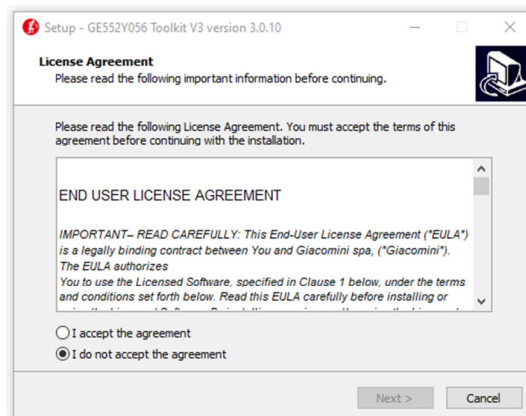 Setup - GE552Y056 Toolkit V3 version 3.0.10
License Agreement
Please read the following important information before continuing.
Please read the following License Agreement. You must accept the terms of this
agreement before continuing with the installation.
END USER LICENSE AGREEMENT
IMPORTANT– READ CAREFULLY: This End-User License Agreement ("EULA")
is a legally binding contract between You and Giacomini spa, ("Giacomini").
The EULA authorizes
You to use the Licensed Software, specified in Clause 1 below, under the terms
and conditions set forth below. Read this EULA carefully before installing or
I accept the agreement
I do not accept the agreement
Next >
Cancel